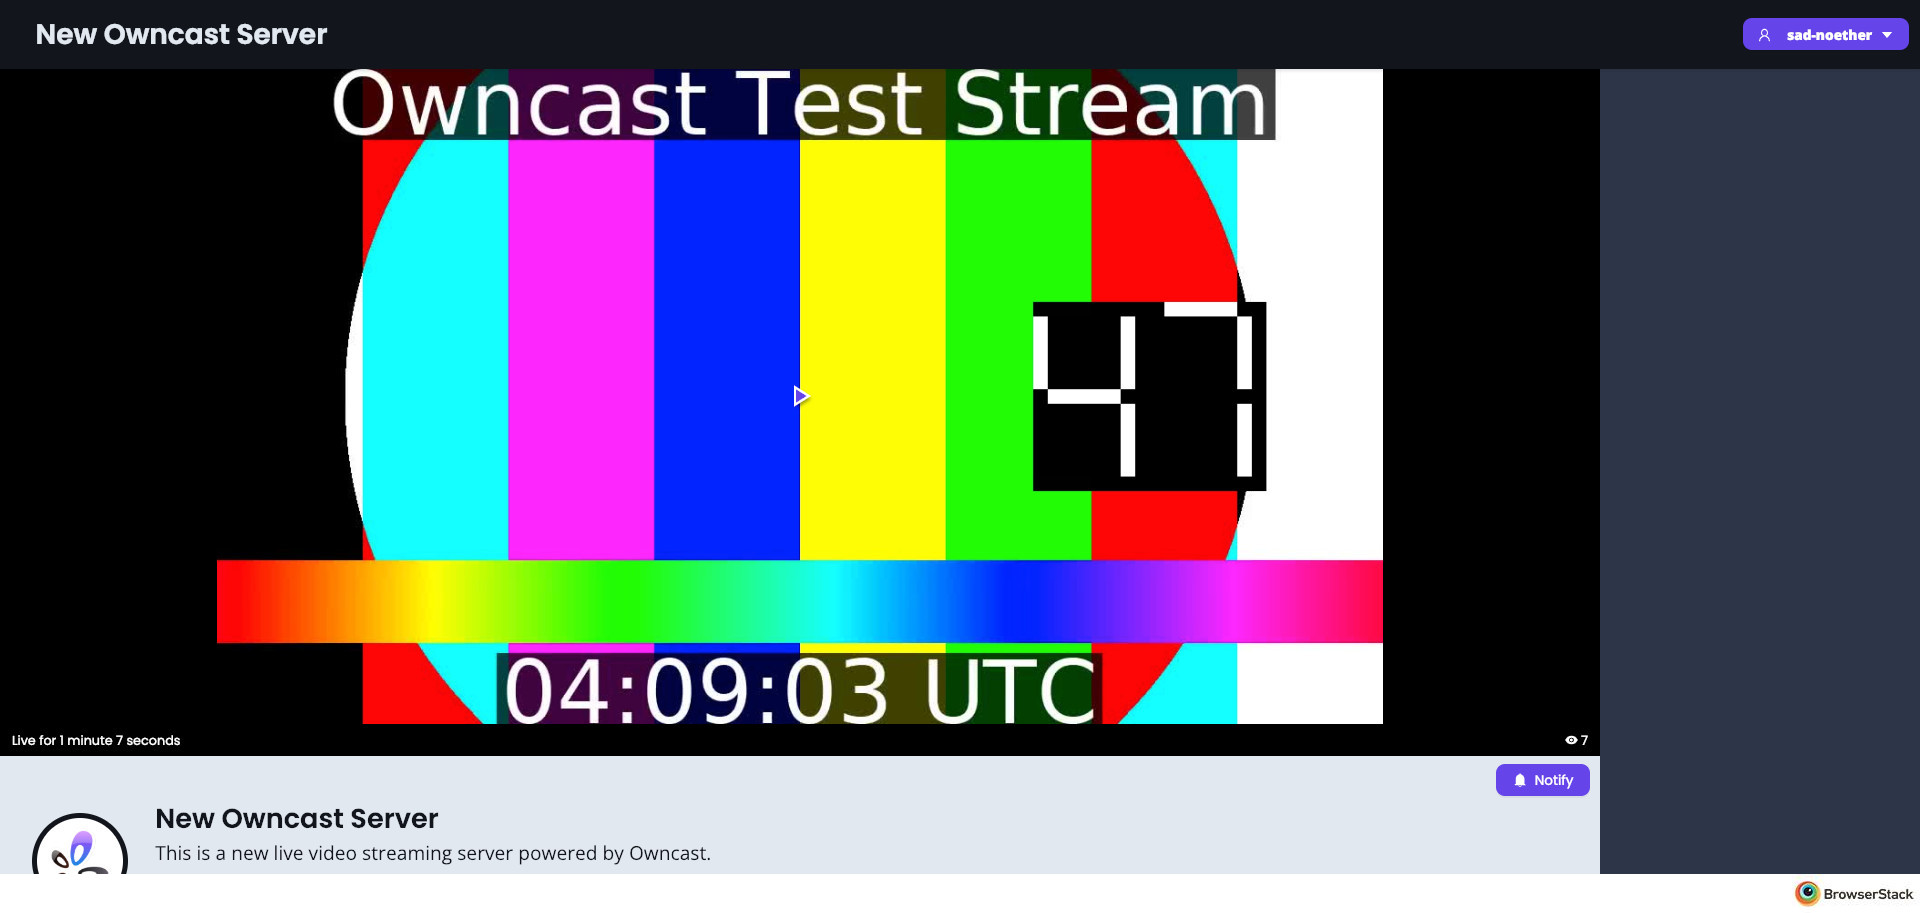 New Owncast Server
sad-noether
Owncast Test Stream
47
04:09:03 UTC
Live for 1 minute 7 seconds
7
Notify
New Owncast Server
This is a new live video streaming server powered by Owncast.
BrowserStack